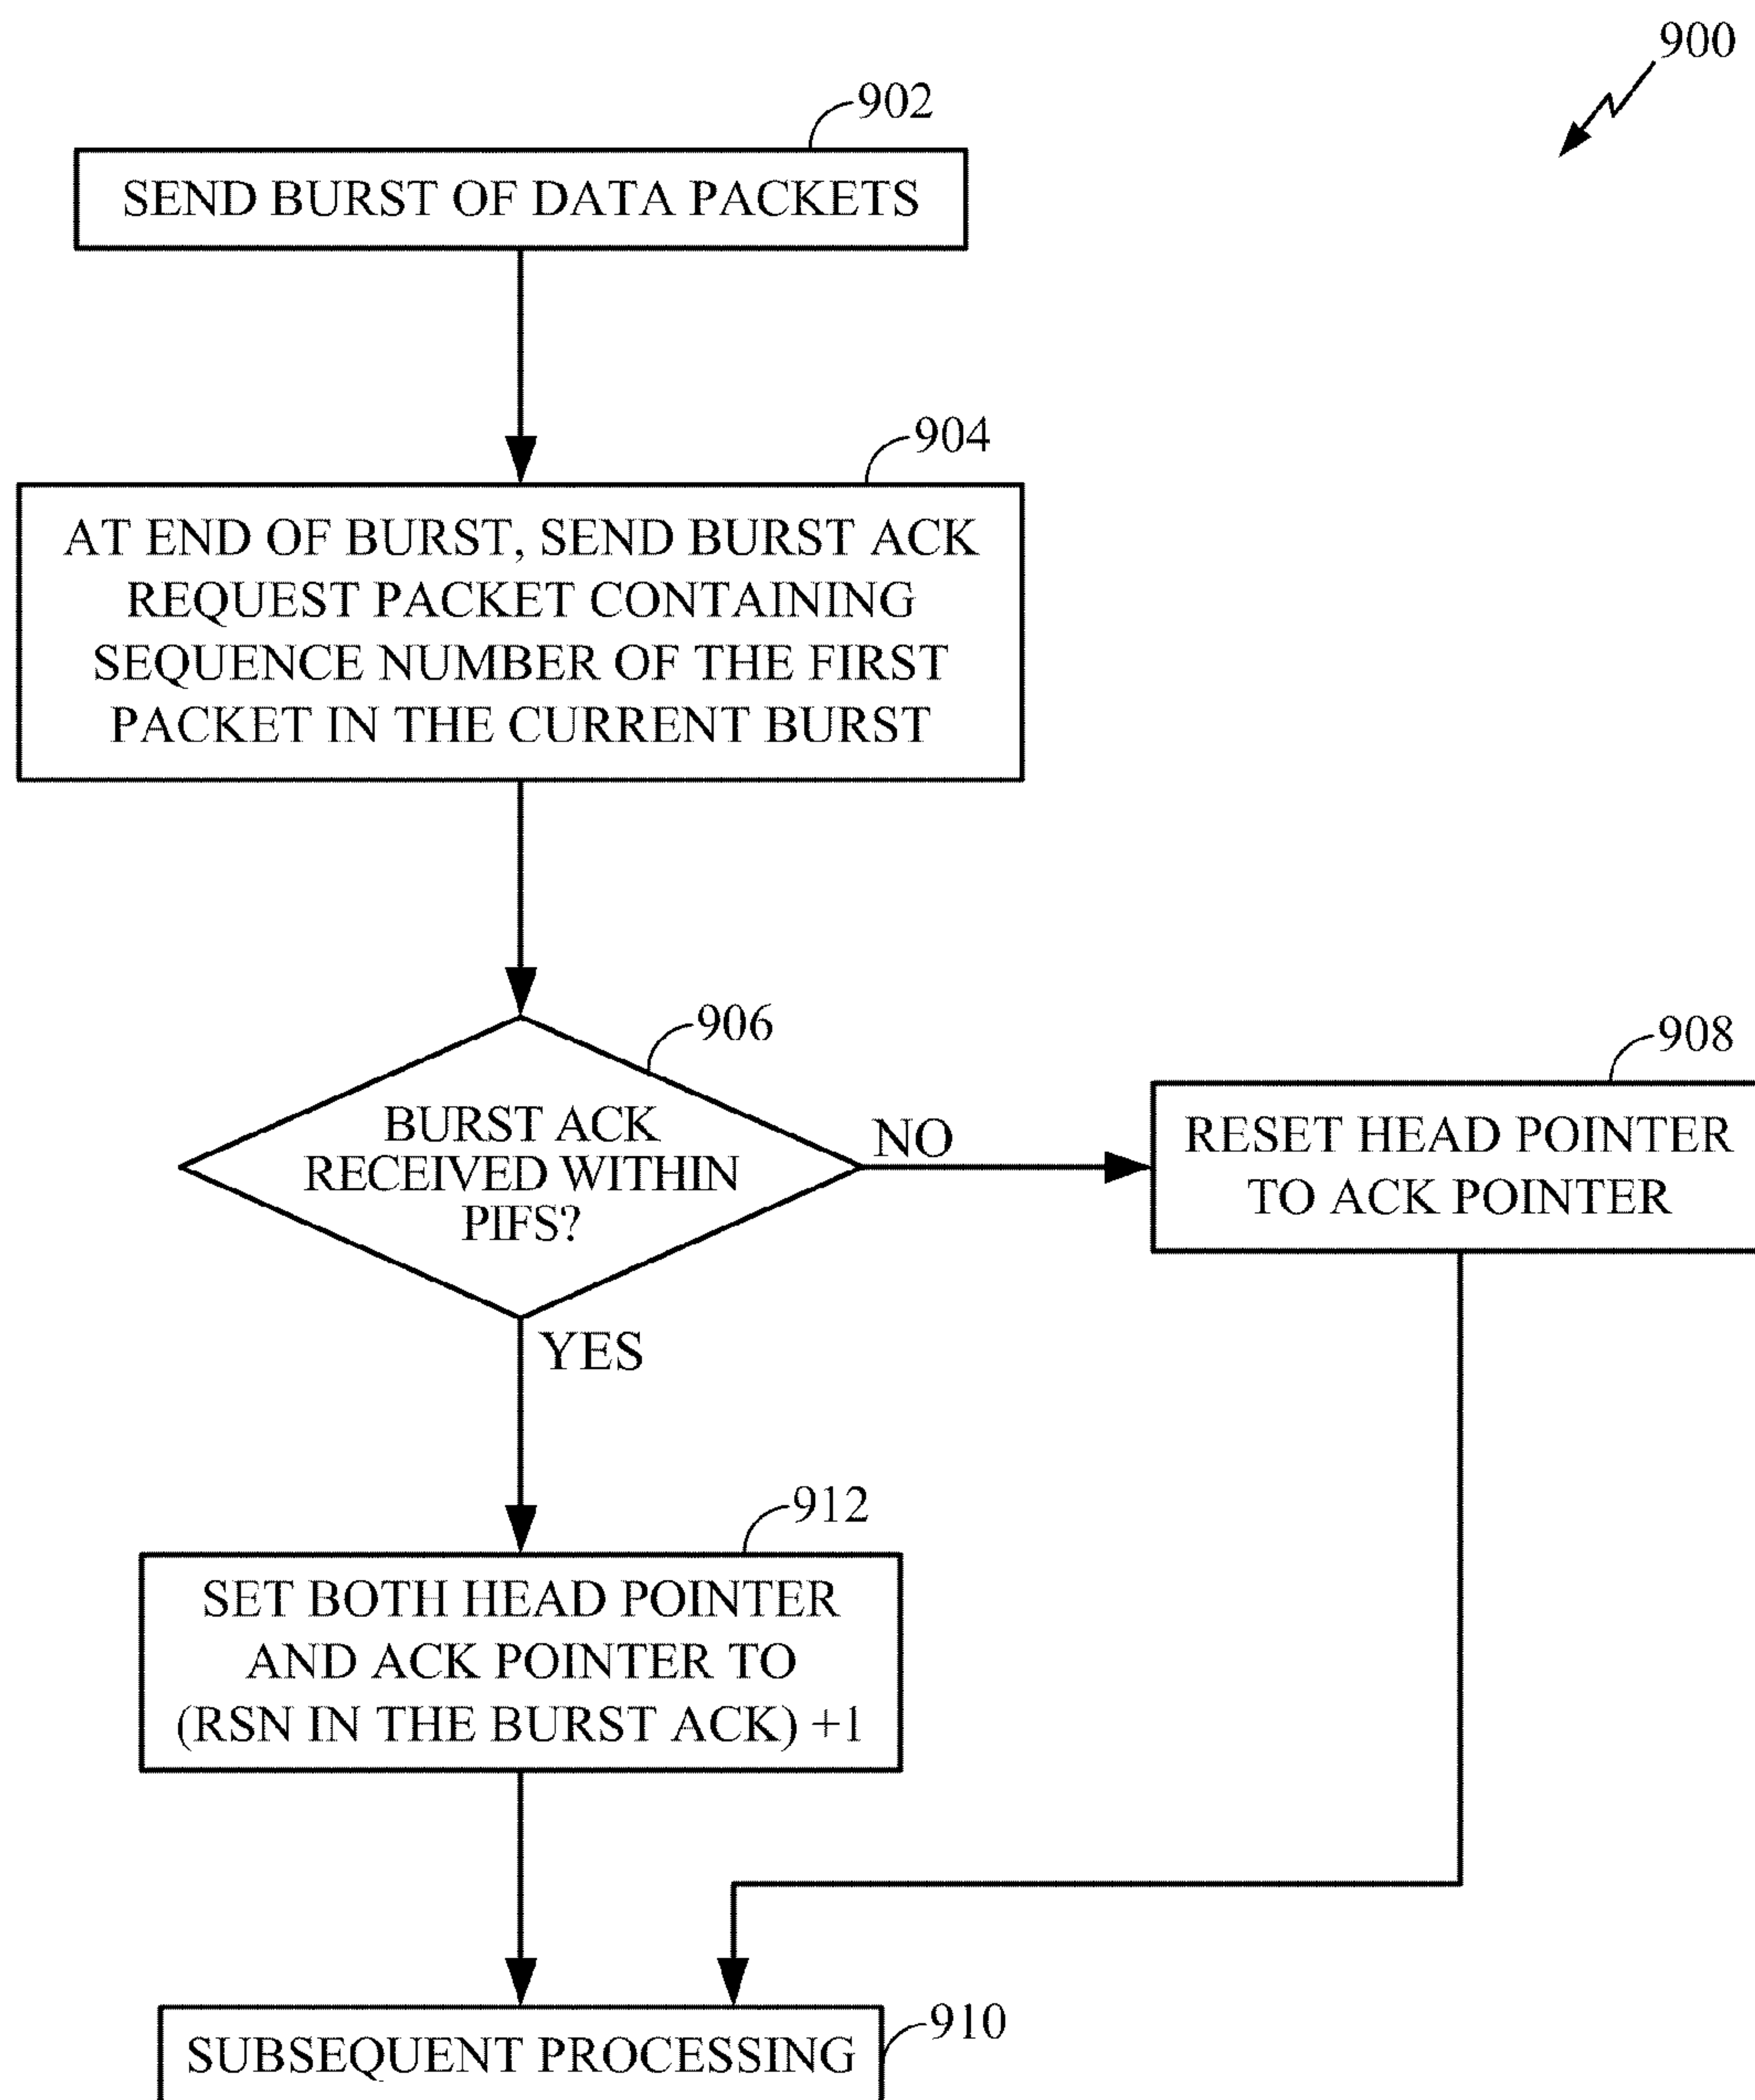 900
902
SEND BURST OF DATA PACKETS
904
AT END OF BURST, SEND BURST ACK
REQUEST PACKET CONTAINING
SEQUENCE NUMBER OF THE FIRST
PACKET IN THE CURRENT BURST
906
BURST ACK
RECEIVED WITHIN
PIFS?
NO
908
RESET HEAD POINTER
TO ACK POINTER
YES
912
SET BOTH HEAD POINTER
AND ACK POINTER TO
(RSN IN THE BURST ACK) +1
910
SUBSEQUENT PROCESSING